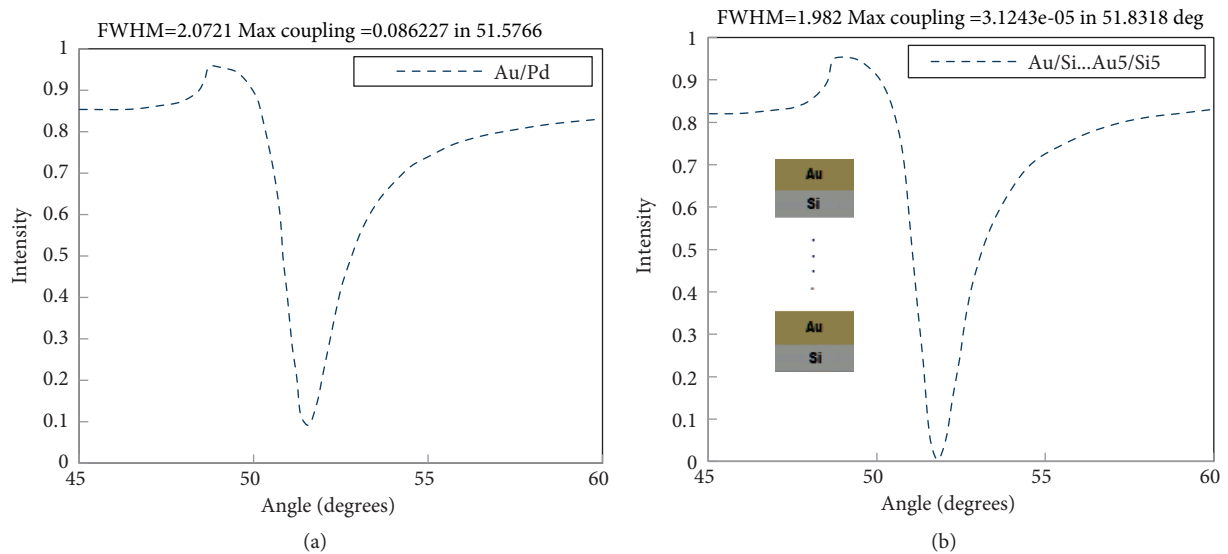 FWHM=2.0721 Max coupling =0.086227 in 51.5766
1
0.9
0.8
0.7
0.6
0.5
0.4
0.3
0.2
0.1
0
Intensity
Au/Pd
45
50
55
60
Angle (degrees)
(a)
FWHM=1.982 Max coupling =3.1243e-05 in 51.8318 deg
1
0.9
0.8
0.7
0.6
0.5
0.4
0.3
0.2
0.1
0
Intensity
Au/Si...Au5/Si5
Au
Si
Au
Si
45
50
55
60
Angle (degrees)
(b)